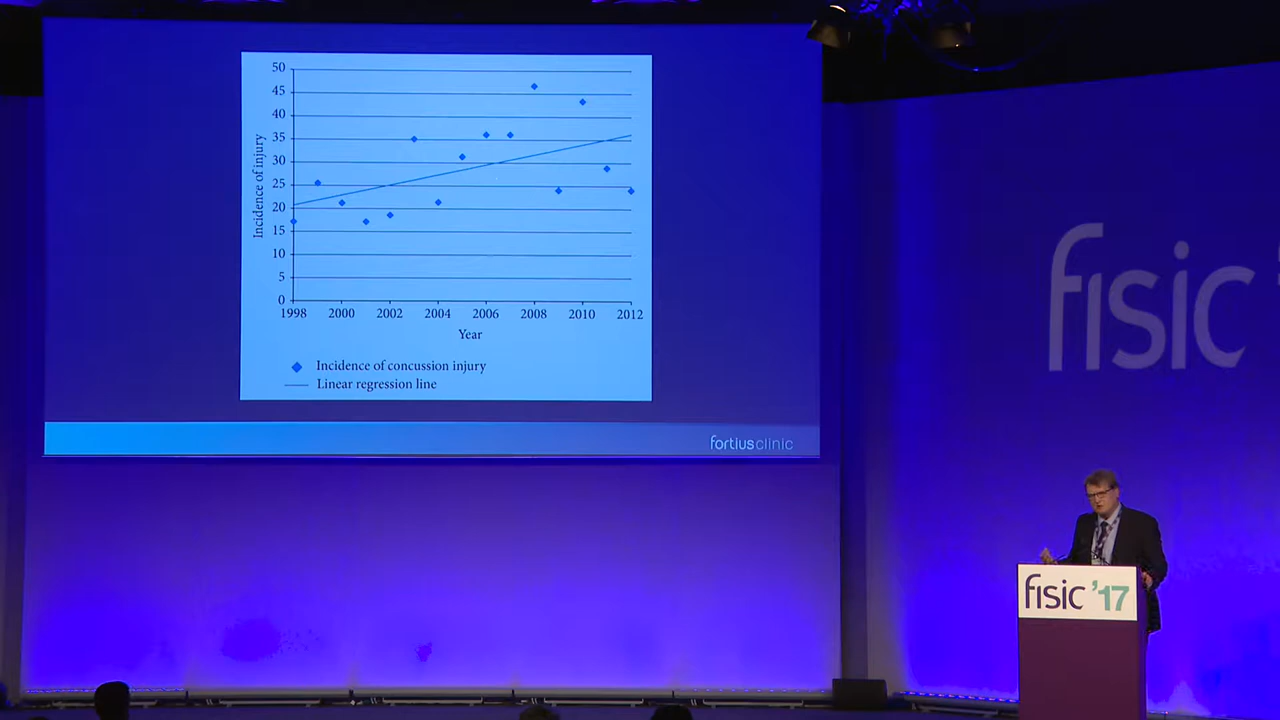 50
45
40
35
30
25
20
15
10
5
0
Incidence of injury
1998 2000 2002 2004 2006 2008 2010 2012
Year
Incidence of concussion injury
Linear regression line
fortiusclinic
fisic
fisic '17